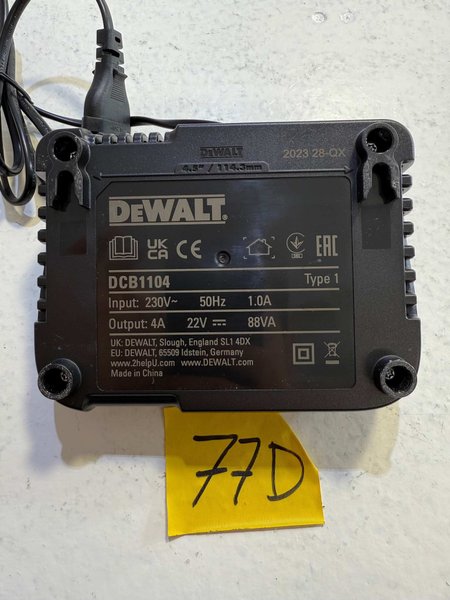 DEWALT
2023 28-QX
4.5" / 114.3mm
DEWALT®
UK CA CE EAC
DCB1104 Type 1
Input: 230V~ 50Hz 1.0A
Output: 4A 22V ⎓ 88VA
UK: DEWALT, Slough, England SL1 4DX
EU: DEWALT, 65509 Idstein, Germany
www.2helpU.com www.DEWALT.com
Made in China
77D